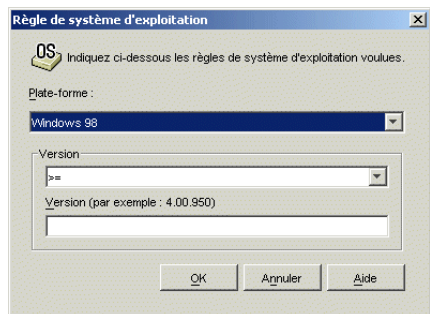 Règle de système d'exploitation
OS
Indiquez ci-dessous les règles de système d'exploitation voulues.
Plate-forme :
Windows 98
Version
>=
Version (par exemple : 4.00.950)
OK
Annuler
Aide